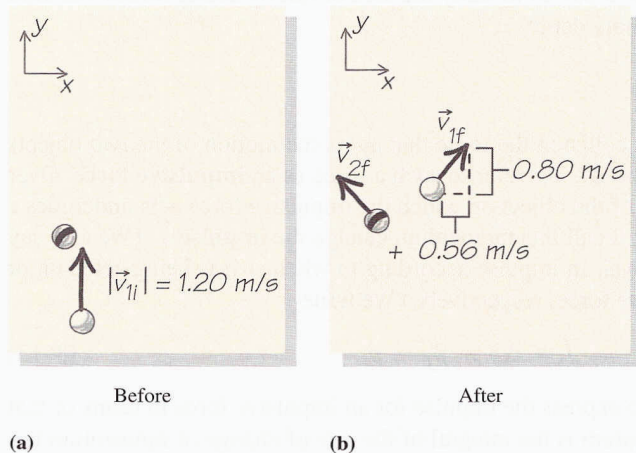 y
x
|v⃗1i| = 1.20 m/s
Before
(a)
y
x
v⃗1f
v⃗2f
0.80 m/s
+ 0.56 m/s
After
(b)